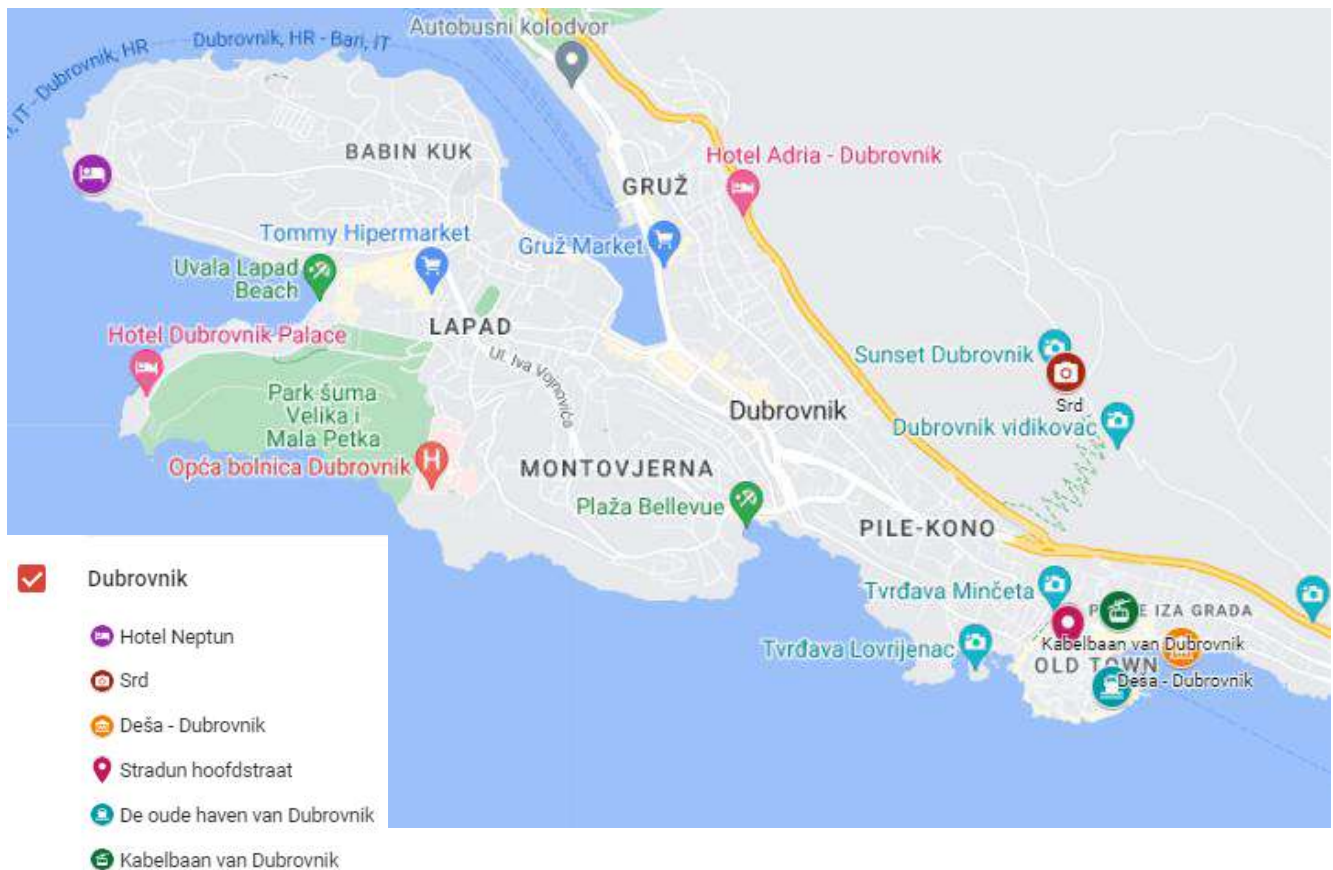 Autobusni kolodvor
Dubrovnik, HR - Bari, IT
IT - Dubrovnik, HR
BABIN KUK
Hotel Adria - Dubrovnik
GRUŽ
Tommy Hipermarket
Gruž Market
Uvala Lapad
Beach
LAPAD
Hotel Dubrovnik Palace
Ul. Iva Vojnovića
Sunset Dubrovnik
Srd
Park šuma
Velika i
Mala Petka
Dubrovnik
Dubrovnik vidikovac
Opća bolnica Dubrovnik
H
MONTOVJERNA
Plaža Bellevue
PILE-KONO
Tvrđava Minčeta
IZA GRADA
Tvrđava Lovrijenac
Kabelbaan van Dubrovnik
OLD TOWN
Deša - Dubrovnik
Dubrovnik
Hotel Neptun
Srd
Deša - Dubrovnik
Stradun hoofdstraat
De oude haven van Dubrovnik
Kabelbaan van Dubrovnik